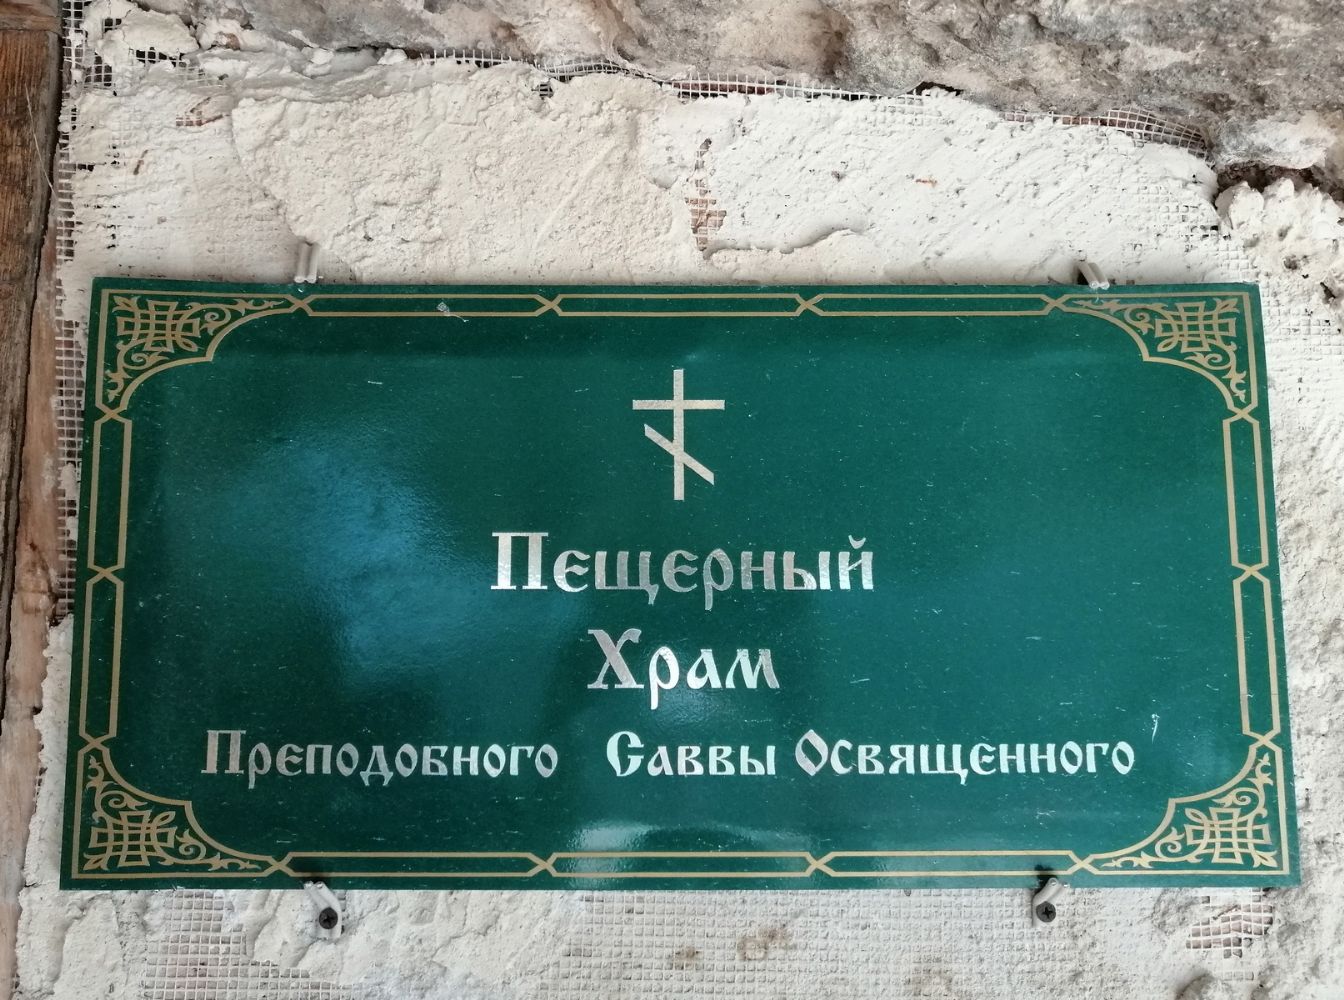 Пещерный
Храм
Преподобного Саввы Освященного